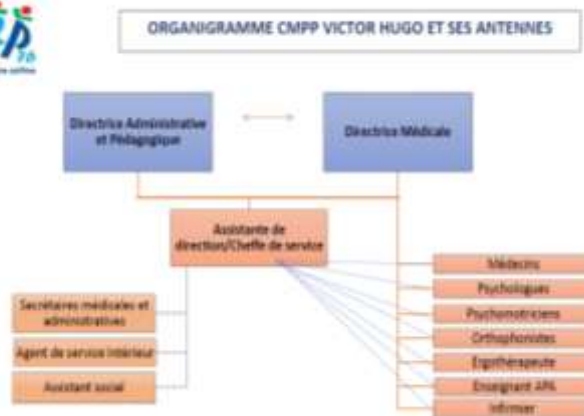 ORGANIGRAMME CMPP VICTOR HUGO ET SES ANTENNES
Directrice Administrative
et Pédagogique
Directrice Médicale
Assistante de
direction/Cheffe de service
Secrétaires médicales et
administratives
Agent de service intérieur
Assistant social
Médecins
Psychologues
Psychomotriciens
Orthophonistes
Ergothérapeute
Enseignant APA
Infirmier